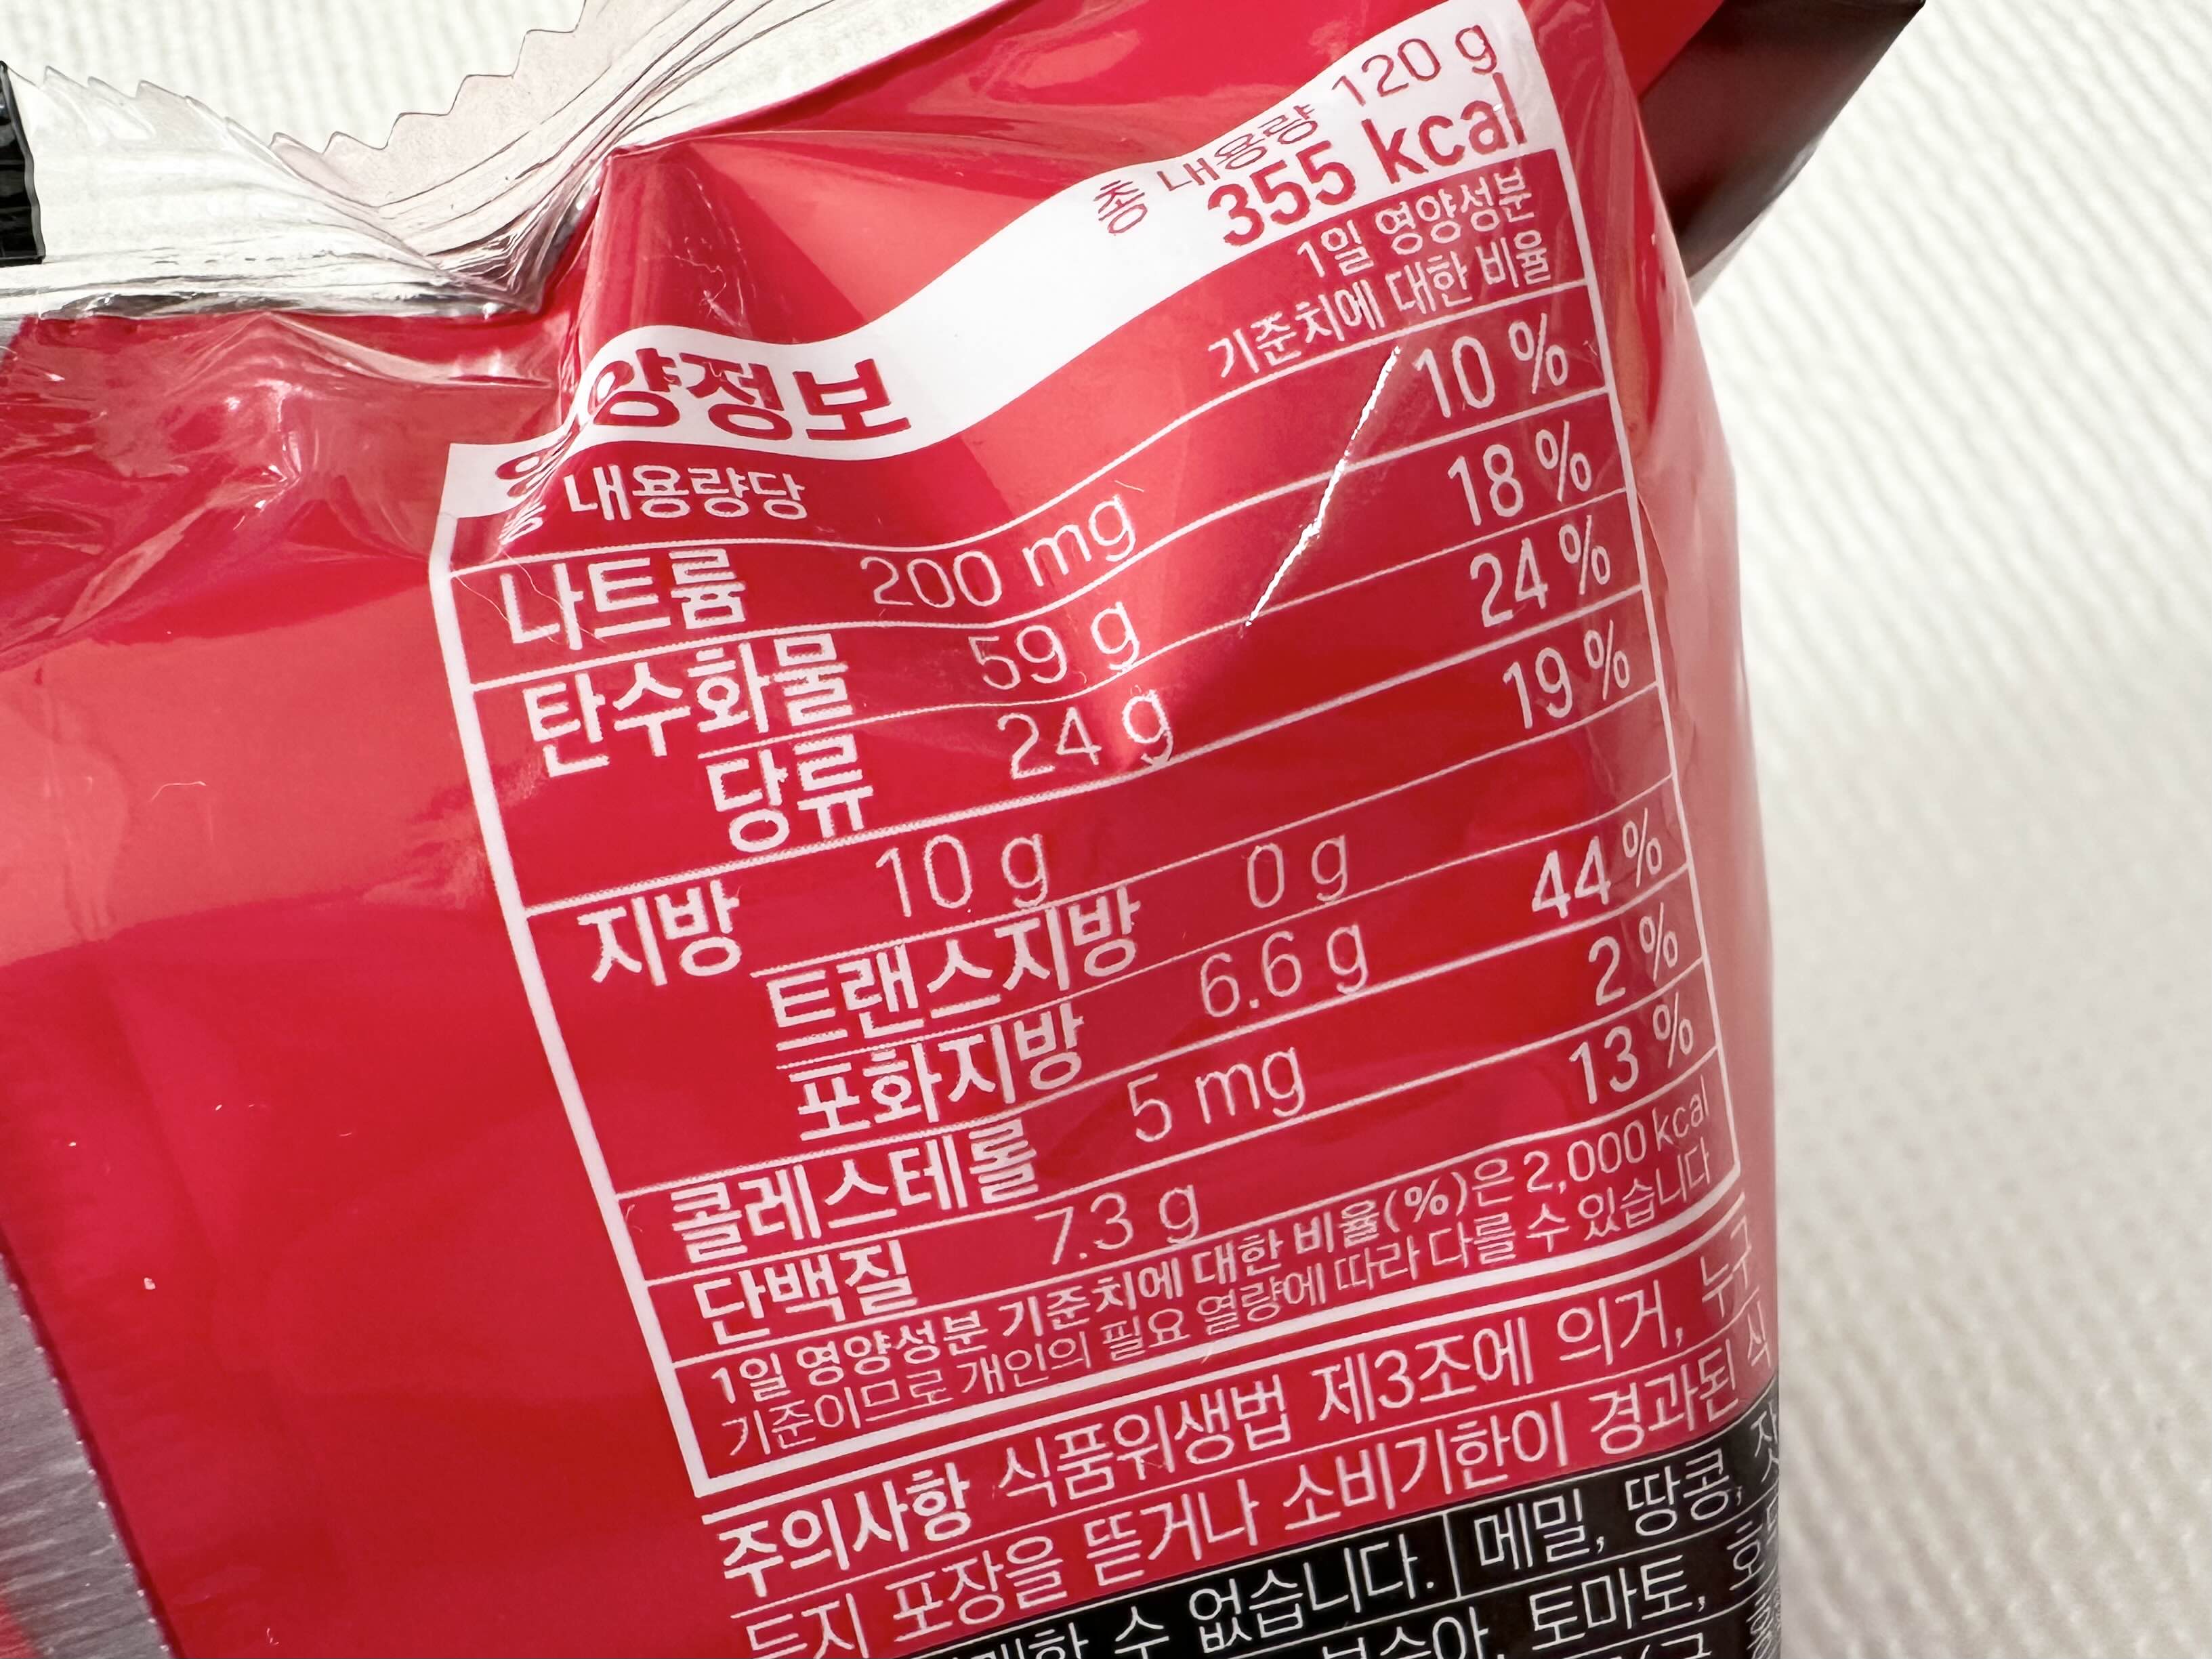 총 내용량 120 g
355 kcal
영양정보
총 내용량당
1일 영양성분
기준치에 대한 비율
나트륨 200 mg 10 %
탄수화물 59 g 18 %
당류 24 g 24 %
지방 10 g 19 %
트랜스지방 0 g
포화지방 6.6 g 44 %
콜레스테롤 5 mg 2 %
단백질 7.3 g 13 %
1일 영양성분 기준치에 대한 비율(%)은 2,000 kcal
기준이므로 개인의 필요 열량에 따라 다를 수 있습니다
주의사항 식품위생법 제3조에 의거, 누구
든지 포장을 뜯거나 소비기한이 경과된 식
수 없습니다. | 메밀, 땅콩,
토마토,